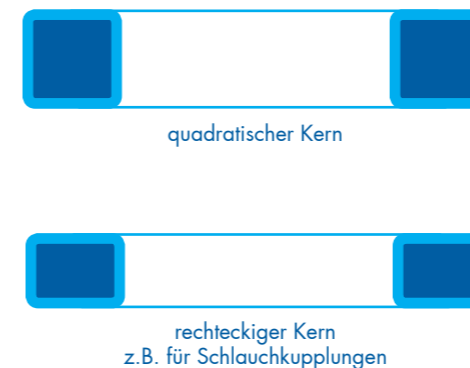 quadratischer Kern
rechteckiger Kern
z.B. für Schlauchkupplungen